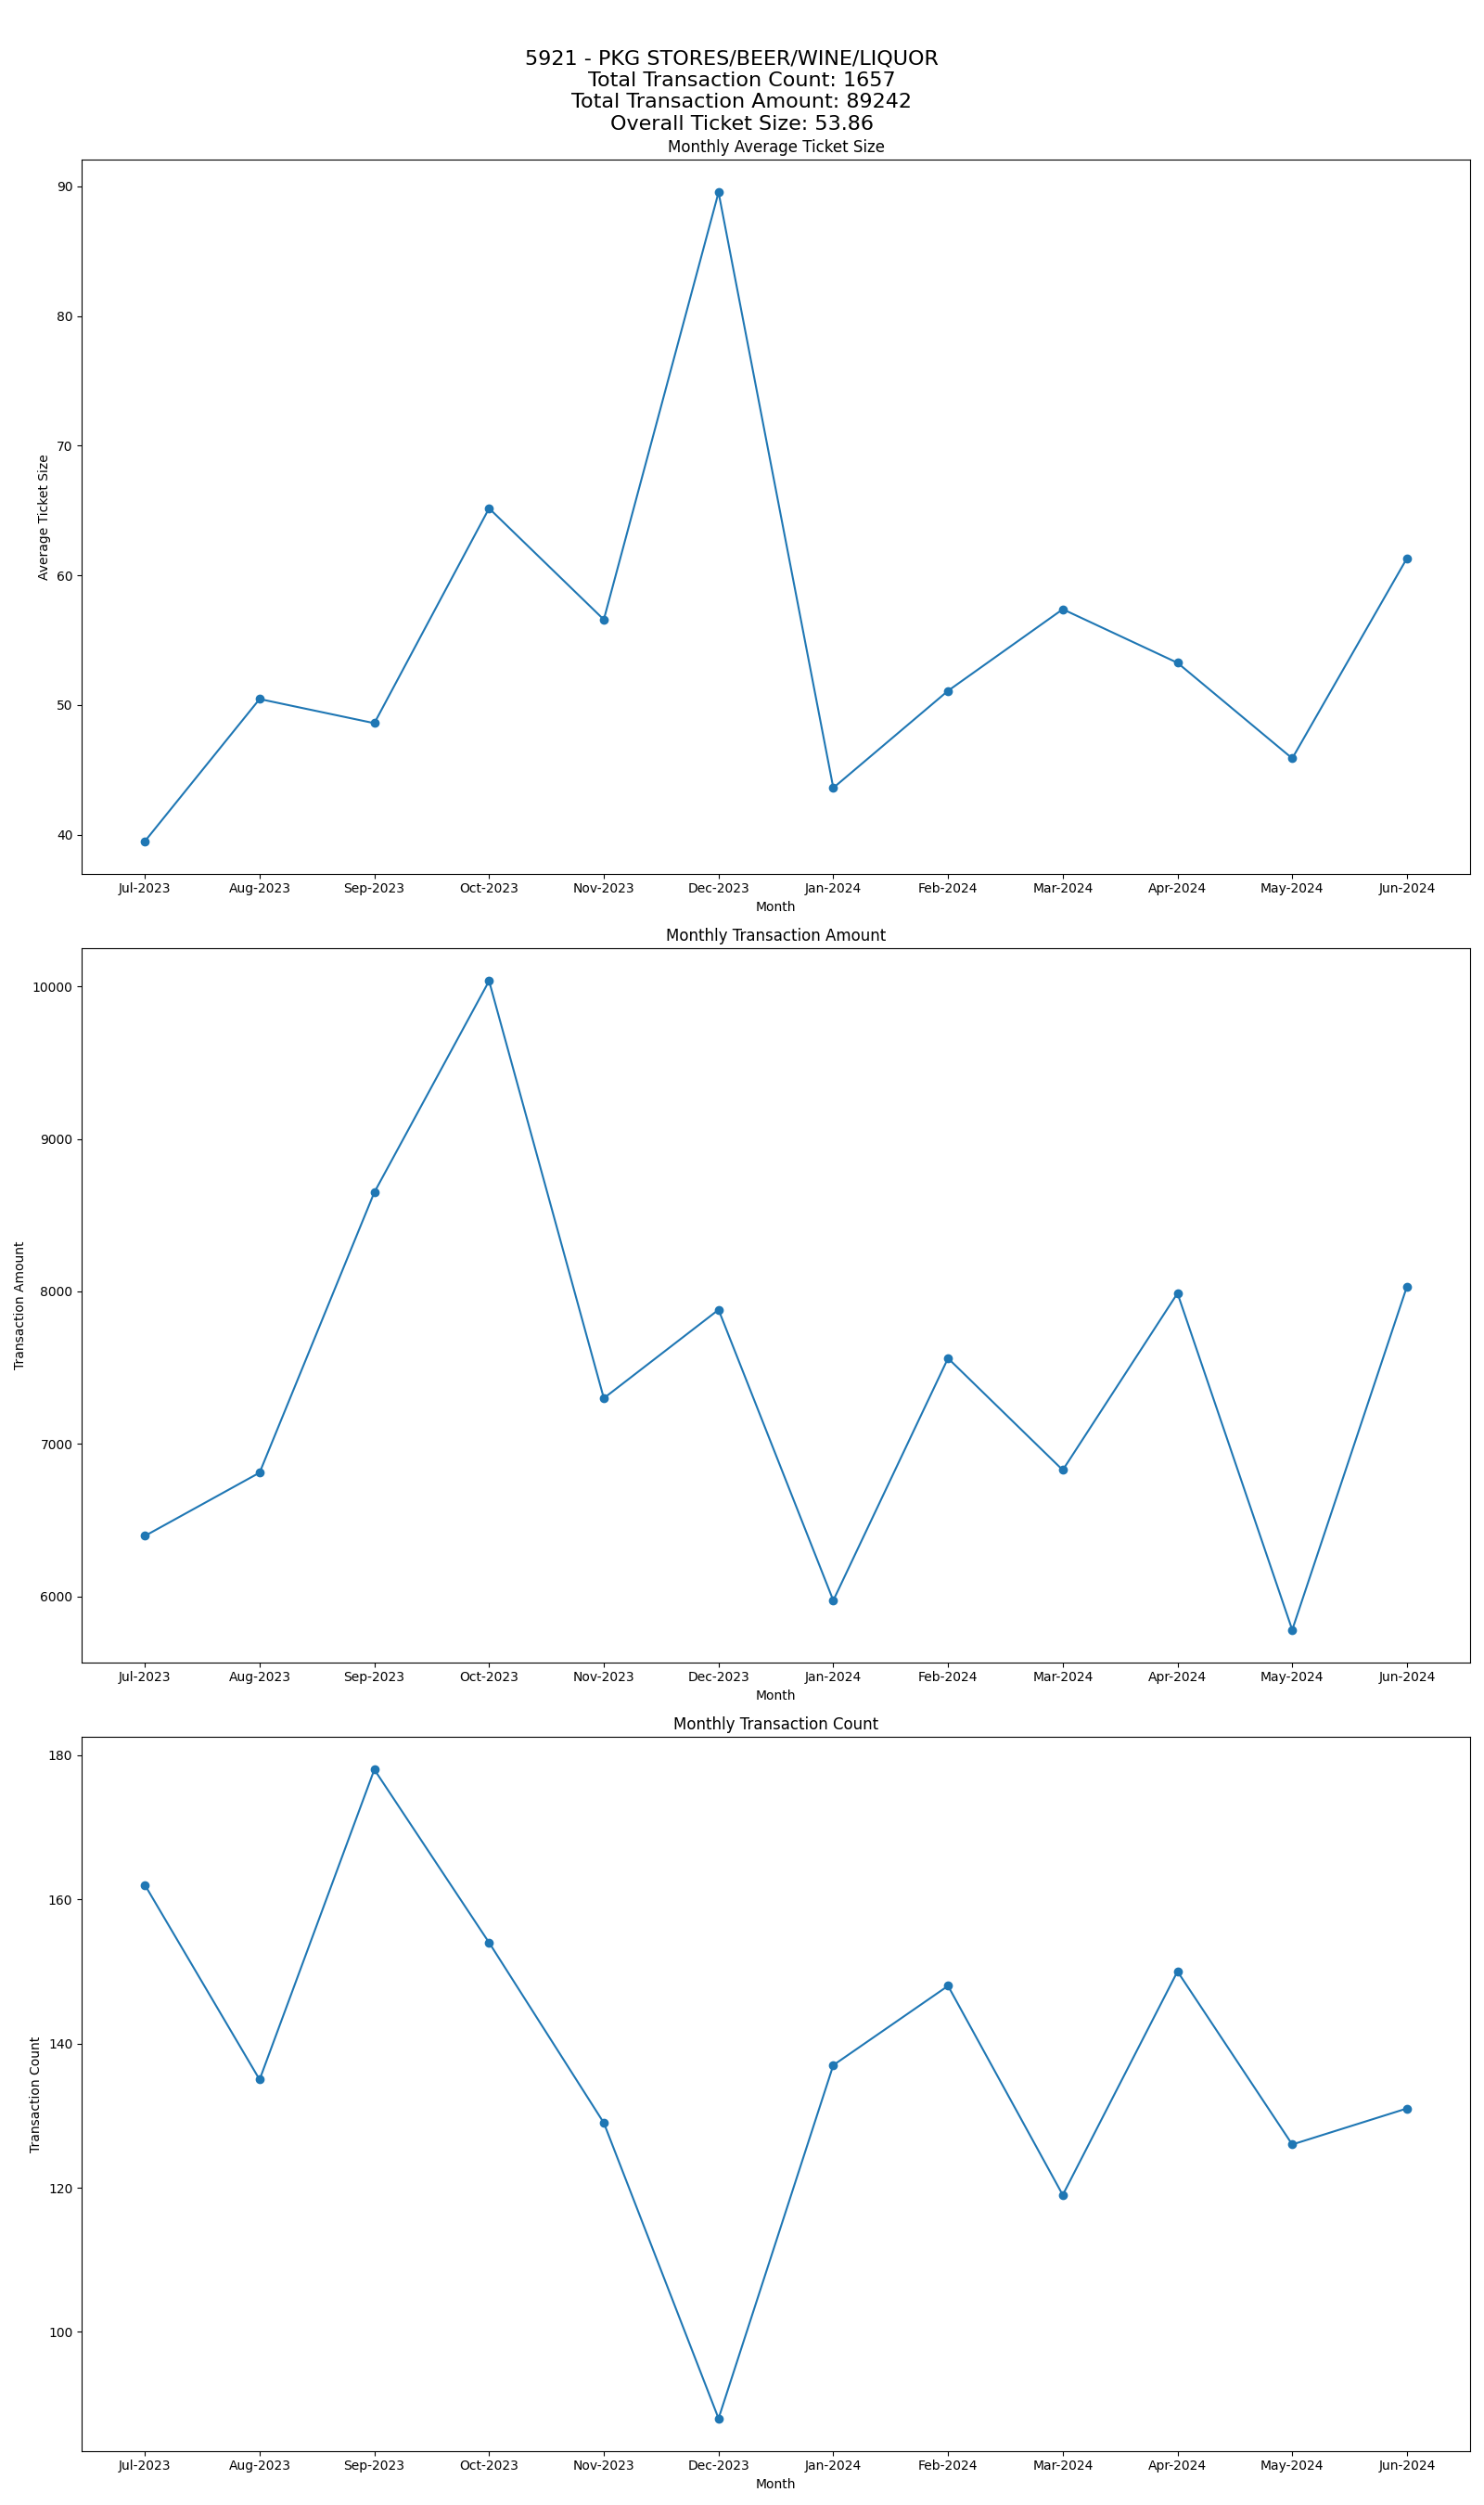 5921 - PKG STORES/BEER/WINE/LIQUOR
Total Transaction Count: 1657
Total Transaction Amount: 89242
Overall Ticket Size: 53.86
Monthly Average Ticket Size
90
80
70
60
50
40
Average Ticket Size
Jul-2023 Aug-2023 Sep-2023 Oct-2023 Nov-2023 Dec-2023 Jan-2024 Feb-2024 Mar-2024 Apr-2024 May-2024 Jun-2024
Month
Monthly Transaction Amount
10000
9000
8000
7000
6000
Transaction Amount
Jul-2023 Aug-2023 Sep-2023 Oct-2023 Nov-2023 Dec-2023 Jan-2024 Feb-2024 Mar-2024 Apr-2024 May-2024 Jun-2024
Month
Monthly Transaction Count
180
160
140
120
100
Transaction Count
Jul-2023 Aug-2023 Sep-2023 Oct-2023 Nov-2023 Dec-2023 Jan-2024 Feb-2024 Mar-2024 Apr-2024 May-2024 Jun-2024
Month